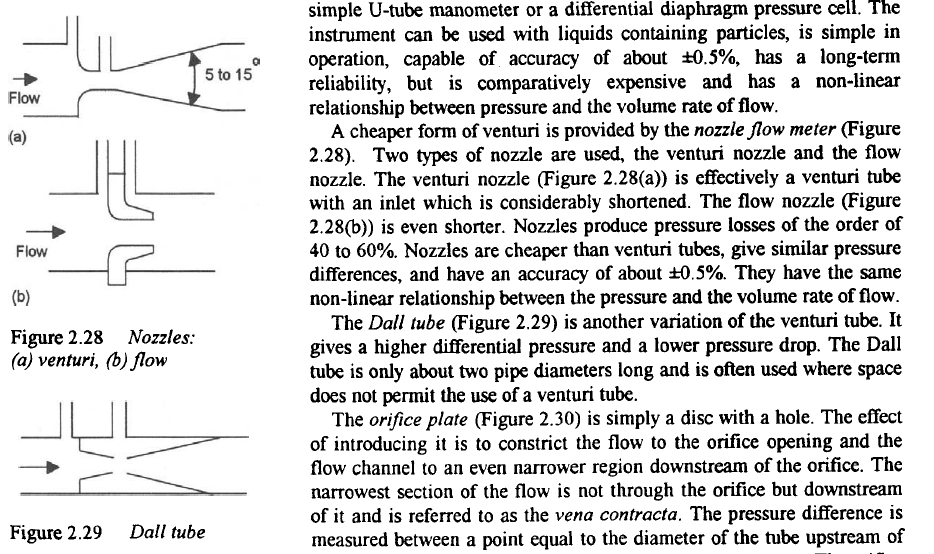 simple U-tube manometer or a differential diaphragm pressure cell. The
instrument can be used with liquids containing particles, is simple in
operation, capable of accuracy of about ±0.5%, has a long-term
reliability, but is comparatively expensive and has a non-linear
relationship between pressure and the volume rate of flow.
A cheaper form of venturi is provided by the nozzle flow meter (Figure
2.28). Two types of nozzle are used, the venturi nozzle and the flow
nozzle. The venturi nozzle (Figure 2.28(a)) is effectively a venturi tube
with an inlet which is considerably shortened. The flow nozzle (Figure
2.28(b)) is even shorter. Nozzles produce pressure losses of the order of
40 to 60%. Nozzles are cheaper than venturi tubes, give similar pressure
differences, and have an accuracy of about ±0.5%. They have the same
non-linear relationship between the pressure and the volume rate of flow.
The Dall tube (Figure 2.29) is another variation of the venturi tube. It
gives a higher differential pressure and a lower pressure drop. The Dall
tube is only about two pipe diameters long and is often used where space
does not permit the use of a venturi tube.
The orifice plate (Figure 2.30) is simply a disc with a hole. The effect
of introducing it is to constrict the flow to the orifice opening and the
flow channel to an even narrower region downstream of the orifice. The
narrowest section of the flow is not through the orifice but downstream
of it and is referred to as the vena contracta. The pressure difference is
measured between a point equal to the diameter of the tube upstream of
5 to 15°
Flow
(a)
Flow
(b)
Figure 2.28 Nozzles:
(a) venturi, (b) flow
Figure 2.29 Dall tube